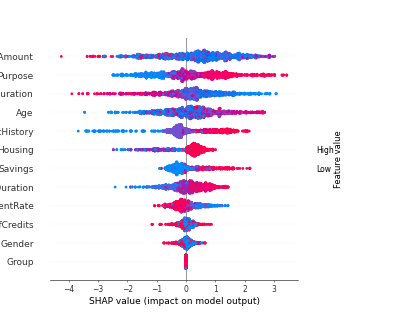 Amount
Purpose
uration
Age
tHistory
Housing
Savings
Duration
entRate
fCredits
Gender
Group
−4 −3 −2 −1 0 1 2 3
SHAP value (impact on model output)
High
Low
Feature value